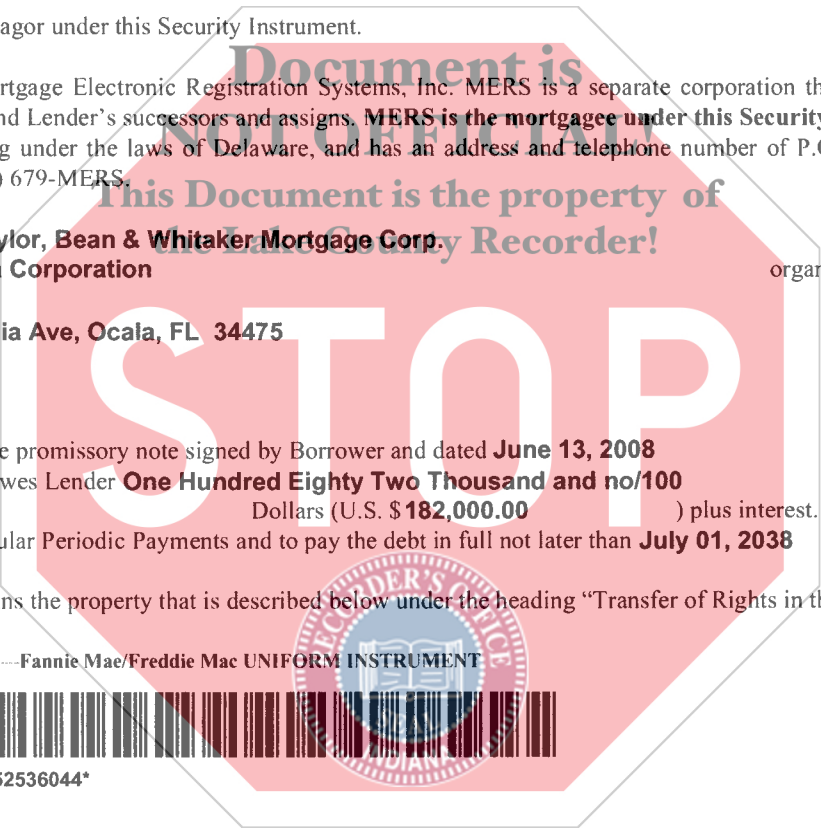 agor under this Security Instrument.
Document is
rtgage Electronic Registration Systems, Inc. MERS is a separate corporation th
nd Lender's successors and assigns. MERS is the mortgagee under this Security
NOT OFFICIAL!
g under the laws of Delaware, and has an address and telephone number of P.O
) 679-MERS.
This Document is the property of
ylor, Bean & Whitaker Mortgage Corp.
the Lake County Recorder!
Corporation organ
ia Ave, Ocala, FL 34475
STOP
e promissory note signed by Borrower and dated June 13, 2008
wes Lender One Hundred Eighty Two Thousand and no/100
Dollars (U.S. $ 182,000.00 ) plus interest.
ular Periodic Payments and to pay the debt in full not later than July 01, 2038
ns the property that is described below under the heading “Transfer of Rights in th
RECORDER'S OFFICE
Fannie Mae/Freddie Mac UNIFORM INSTRUMENT
SEAL
INDIANA
52536044*